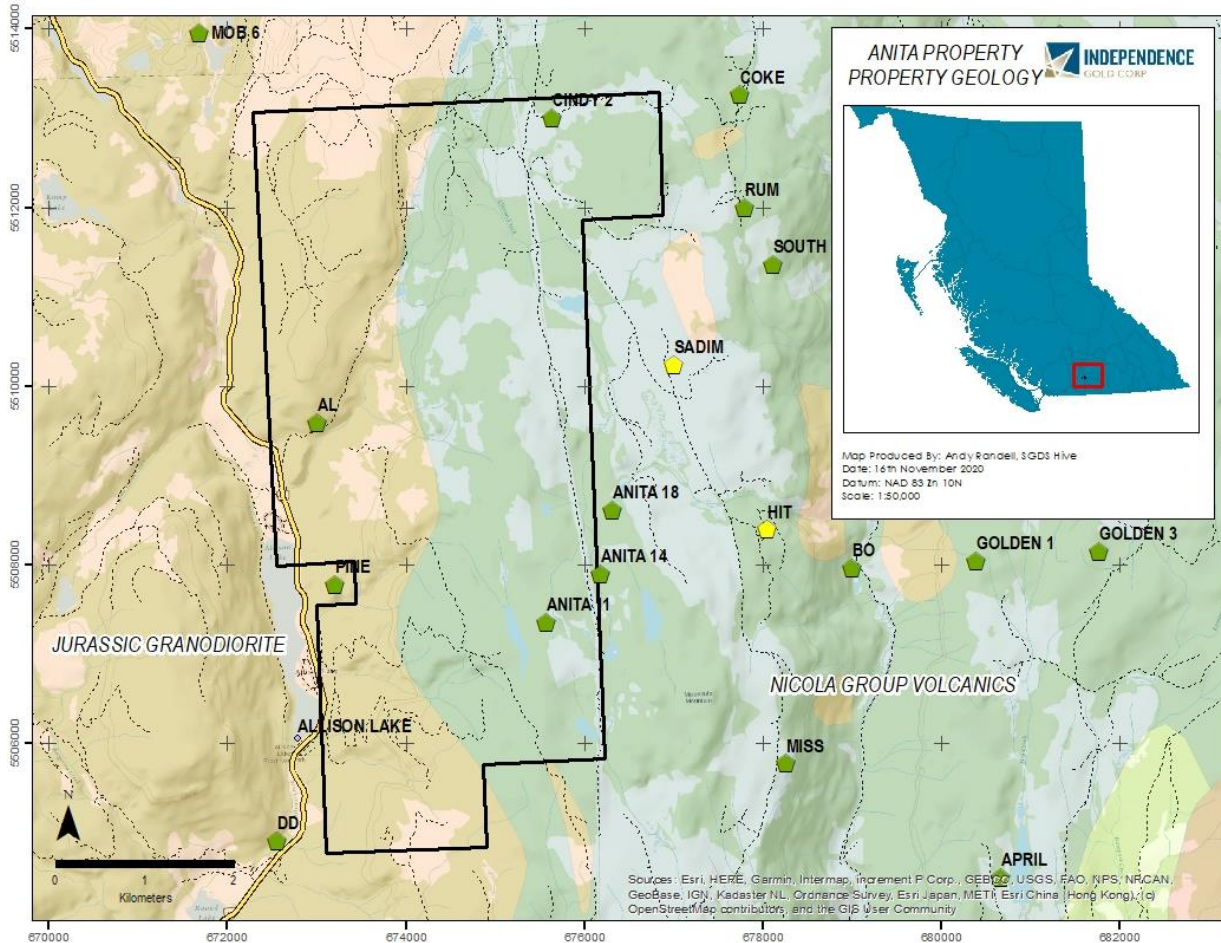 MOB 6
ANITA PROPERTY
PROPERTY GEOLOGY
INDEPENDENCE
GOLD CORP
COKE
CINDY 2
RUM
SOUTH
SADIM
AL
Map Produced By: Andy Randell, SGDS Hive
Date: 16th November 2020
Datum: NAD 83 Zn 10N
Scale: 1:50,000
ANITA 18
HIT
GOLDEN 3
GOLDEN 1
BO
ANITA 14
PINE
ANITA 11
JURASSIC GRANODIORITE
NICOLA GROUP VOLCANICS
ALLISON LAKE
MISS
DD
N
0 1 2
Kilometers
APRIL
Sources: Esri, HERE, Garmin, Intermap, increment P Corp., GEBCO, USGS, FAO, NPS, NRCAN,
GeoBase, IGN, Kadaster NL, Ordnance Survey, Esri Japan, METI, Esri China (Hong Kong), (c)
OpenStreetMap contributors, and the GIS User Community
5514000
5512000
5510000
5508000
5506000
670000 672000 674000 676000 678000 680000 682000